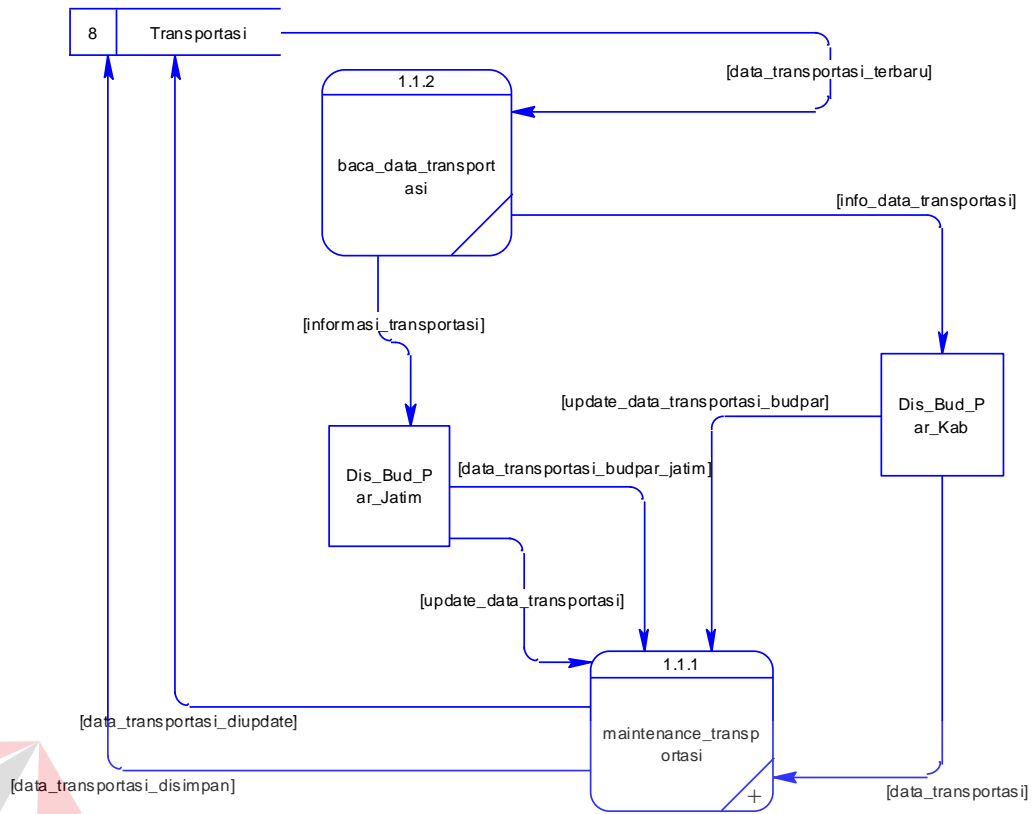 8 Transportasi
[data_transportasi_terbaru]
1.1.2
baca_data_transport
asi
[info_data_transportasi]
[informasi_transportasi]
[update_data_transportasi_budpar]
Dis_Bud_P
ar_Kab
[data_transportasi_budpar_jatim]
Dis_Bud_P
ar_Jatim
[update_data_transportasi]
1.1.1
[data_transportasi_diupdate]
maintenance_transp
ortasi
[data_transportasi_disimpan]
[data_transportasi]
+